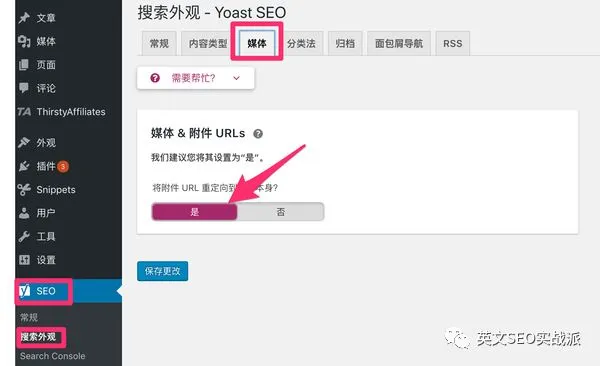 搜索外观 - Yoast SEO
常规
内容类型
媒体
分类法
归档
面包屑导航
RSS
需要帮忙?
媒体 & 附件 URLs
我们建议您将其设置为“是”。
将附件 URL 重定向到 本身?
是
否
保存更改
文章
媒体
页面
评论
TA ThirstyAffiliates
外观
插件 3
Snippets
用户
工具
设置
SEO
常规
搜索外观
Search Console
英文SEO实战派